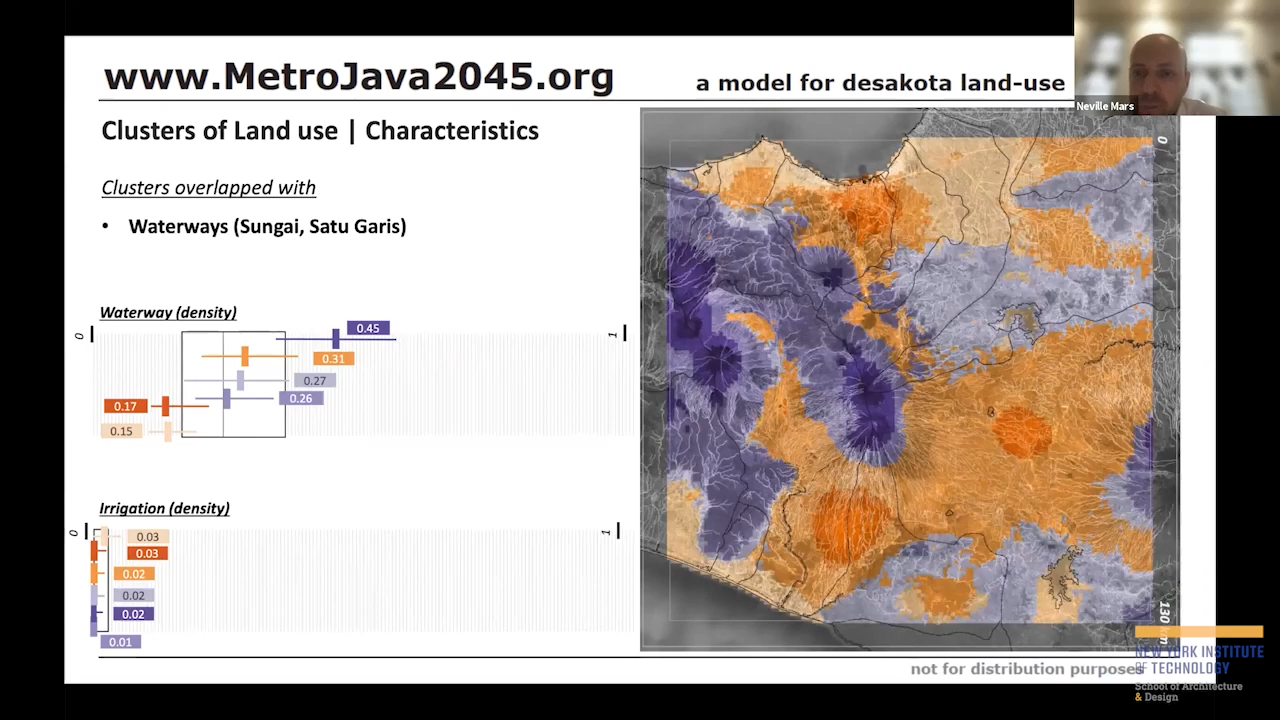 www.MetroJava2045.org
a model for desakota land-use
Neville Mars
Clusters of Land use | Characteristics
Clusters overlapped with
• Waterways (Sungai, Satu Garis)
Waterway (density)
0
1
0.45
0.31
0.27
0.26
0.17
0.15
Irrigation (density)
0
1
0.03
0.03
0.02
0.02
0.02
0.01
0
130 km
not for distribution purposes
NEW YORK INSTITUTE
OF TECHNOLOGY
School of Architecture
& Design